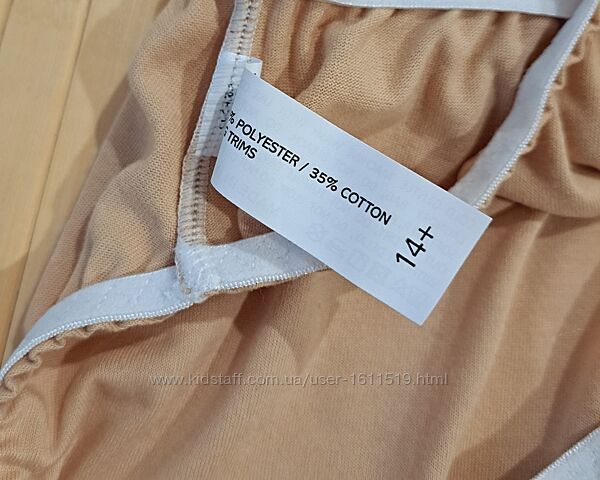 % POLYESTER / 35% COTTON
TRIMS
14+
www.kidstaff.com.ua/user-1611519.html